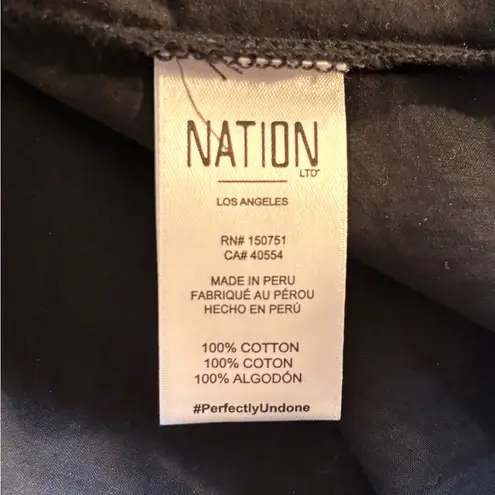 NATION
LTD™
LOS ANGELES
RN# 150751
CA# 40554
MADE IN PERU
FABRIQUÉ AU PÉROU
HECHO EN PERÚ
100% COTTON
100% COTON
100% ALGODÓN
#PerfectlyUndone